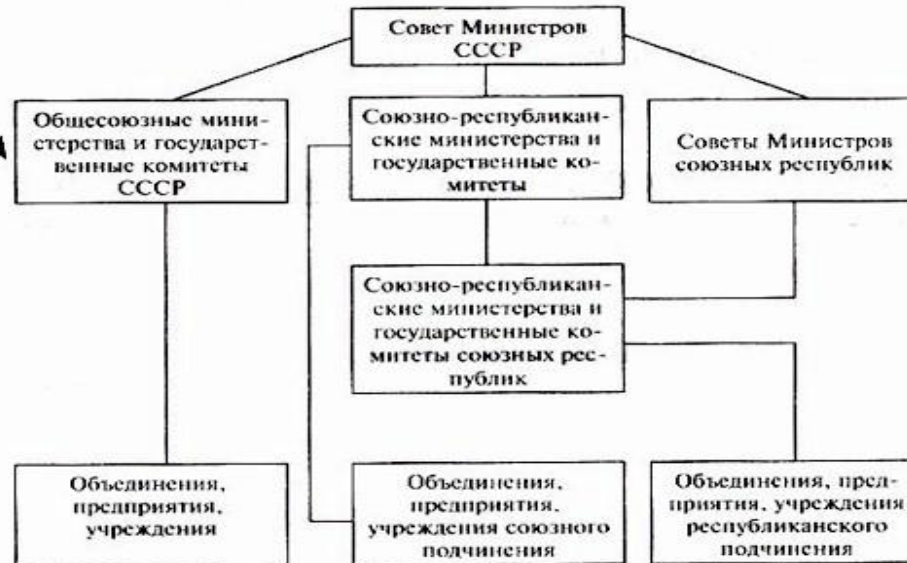 Совет Министров
СССР
Общесоюзные мини-
стерства и государст-
венные комитеты
СССР
Союзно-республикан-
ские министерства и
государственные ко-
митеты
Советы Министров
союзных республик
Союзно-республикан-
ские министерства и
государственные ко-
митеты союзных рес-
публик
Объединения,
предприятия,
учреждения
Объединения,
предприятия,
учреждения союзного
подчинения
Объединения, пред-
приятия, учреждения
республиканского
подчинения